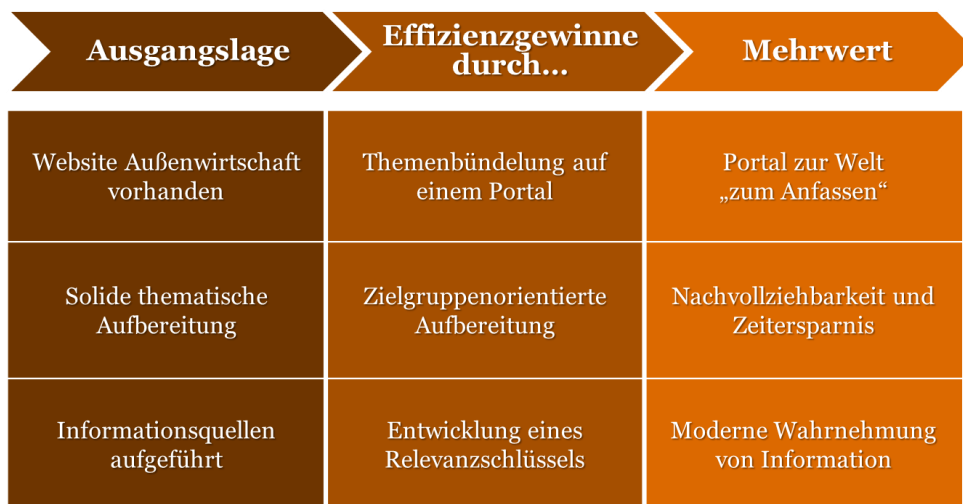 Ausgangslage
Effizienzgewinne
durch...
Mehrwert
Website Außenwirtschaft
vorhanden
Themenbündelung auf
einem Portal
Portal zur Welt
„zum Anfassen“
Solide thematische
Aufbereitung
Zielgruppenorientierte
Aufbereitung
Nachvollziehbarkeit und
Zeitersparnis
Informationsquellen
aufgeführt
Entwicklung eines
Relevanzschlüssels
Moderne Wahrnehmung
von Information